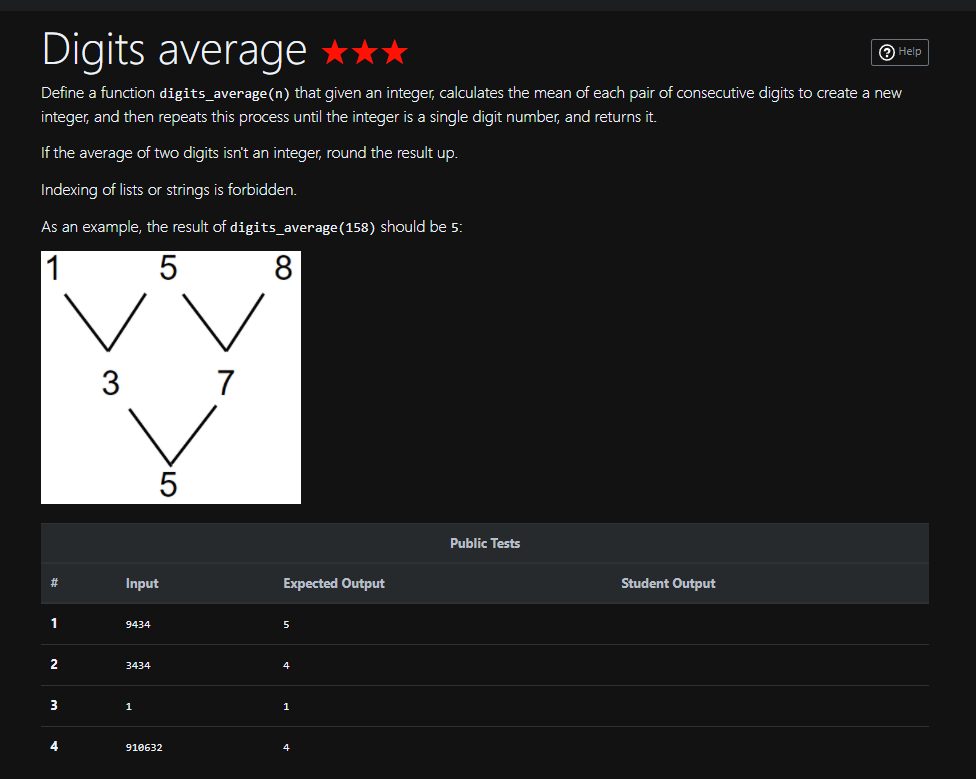 Digits average ★★★
? Help
Define a function digits_average(n) that given an integer, calculates the mean of each pair of consecutive digits to create a new
integer, and then repeats this process until the integer is a single digit number, and returns it.
If the average of two digits isn't an integer, round the result up.
Indexing of lists or strings is forbidden.
As an example, the result of digits_average(158) should be 5:
1 5 8
3 7
5
Public Tests
# Input Expected Output Student Output
1 9434 5
2 3434 4
3 1 1
4 910632 4